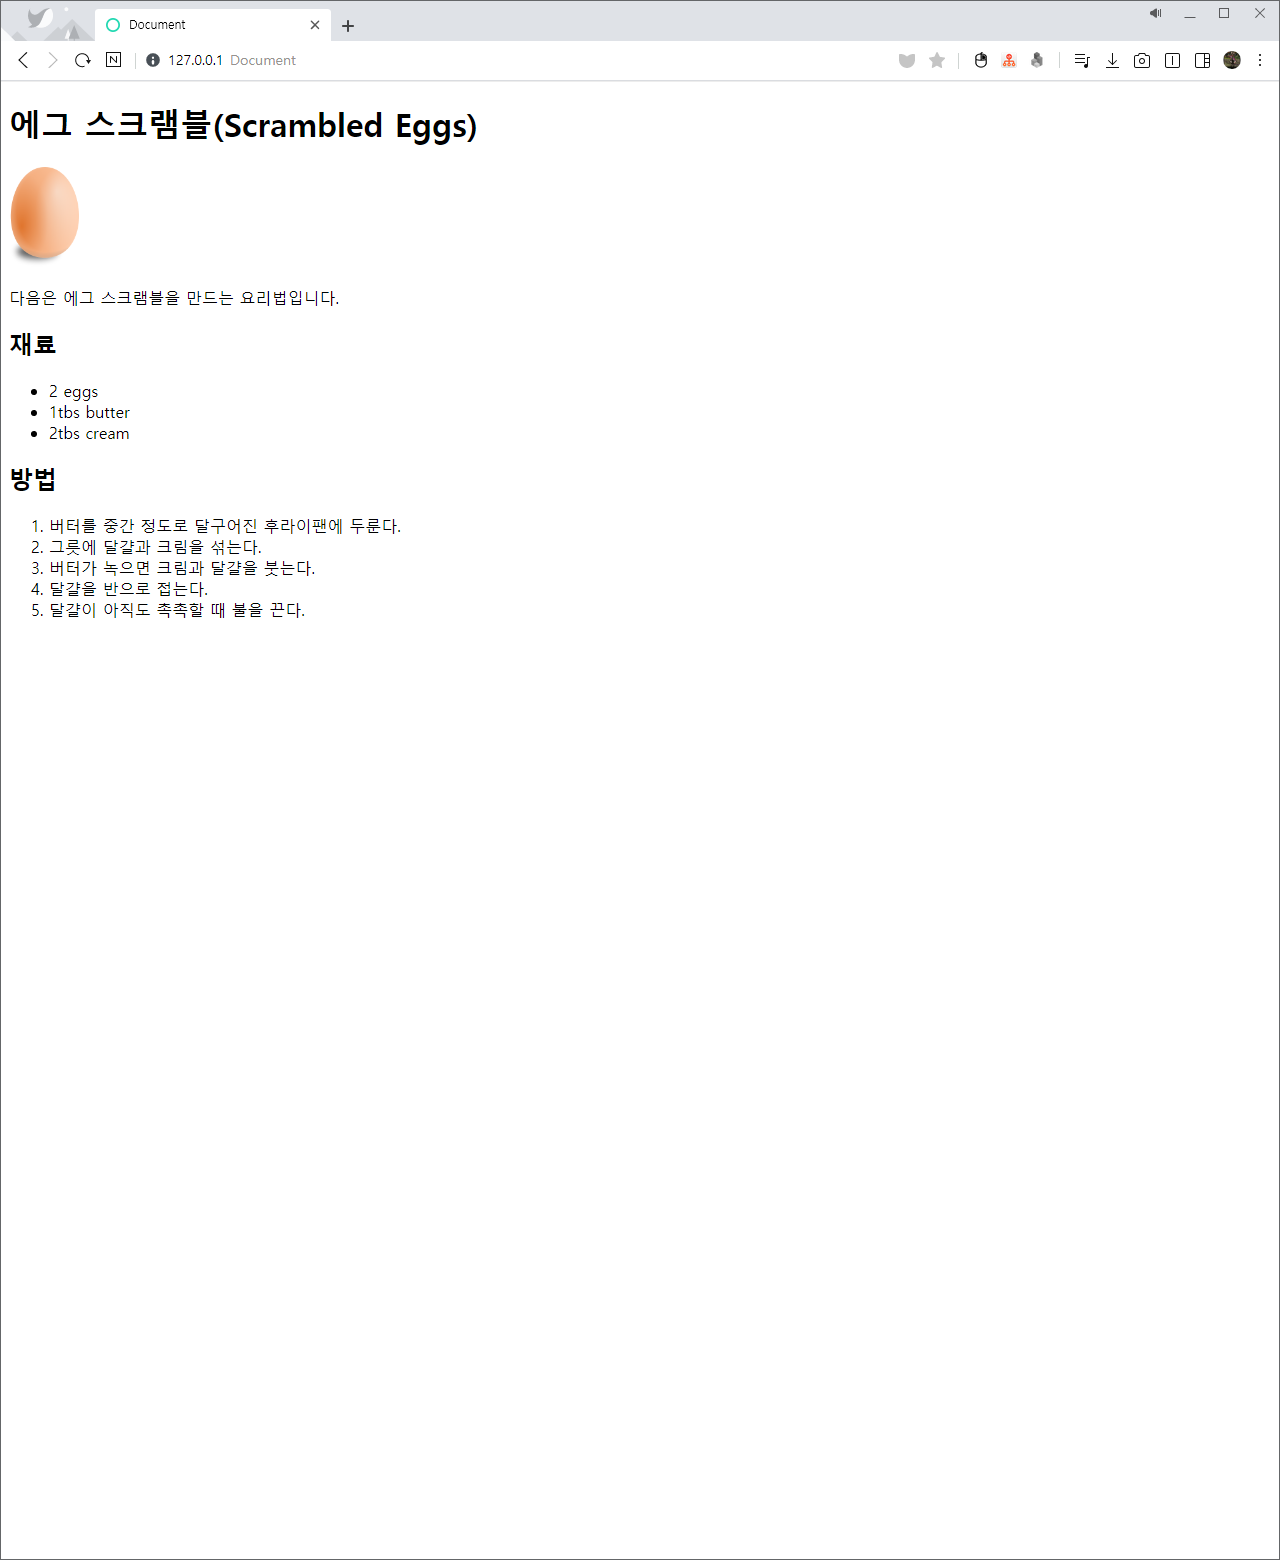 Document
127.0.0.1 Document
에그 스크램블(Scrambled Eggs)
다음은 에그 스크램블을 만드는 요리법입니다.
재료
• 2 eggs
• 1tbs butter
• 2tbs cream
방법
1. 버터를 중간 정도로 달구어진 후라이팬에 두룬다.
2. 그릇에 달걀과 크림을 섞는다.
3. 버터가 녹으면 크림과 달걀을 붓는다.
4. 달걀을 반으로 접는다.
5. 달걀이 아직도 촉촉할 때 불을 끈다.